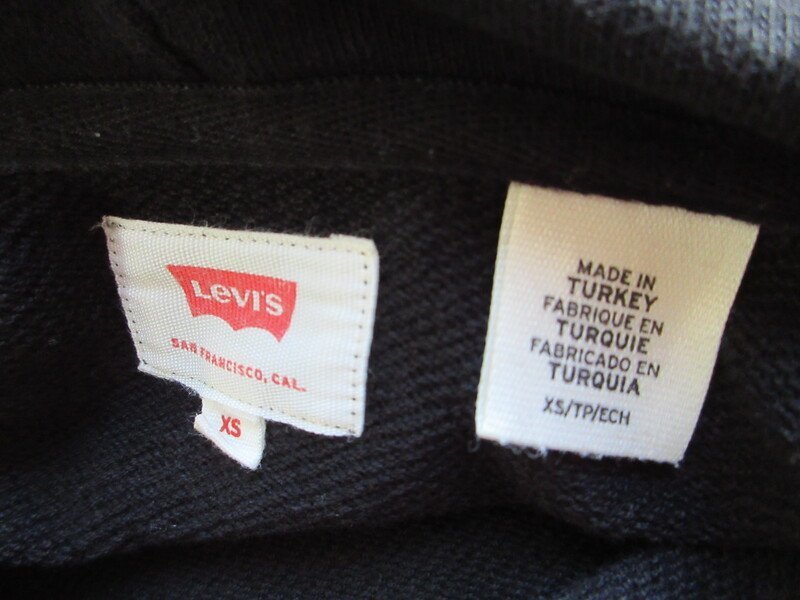 LEVI'S
SAN FRANCISCO, CAL.
XS
MADE IN
TURKEY
FABRIQUE EN
TURQUIE
FABRICADO EN
TURQUIA
XS/TP/ECH